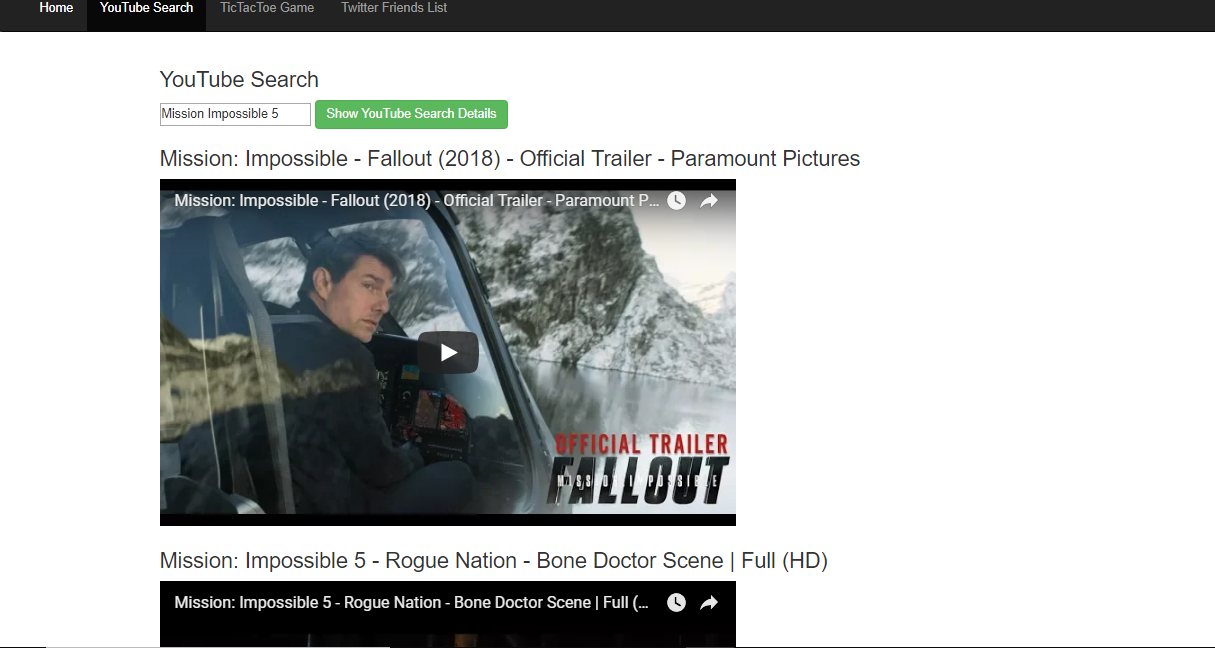 Home YouTube Search TicTacToe Game Twitter Friends List
YouTube Search
Mission Impossible 5 Show YouTube Search Details
Mission: Impossible - Fallout (2018) - Official Trailer - Paramount Pictures
Mission: Impossible - Fallout (2018) - Official Trailer - Paramount P...
OFFICIAL TRAILER
FALLOUT
MISSION: IMPOSSIBLE
Mission: Impossible 5 - Rogue Nation - Bone Doctor Scene | Full (HD)
Mission: Impossible 5 - Rogue Nation - Bone Doctor Scene | Full (...